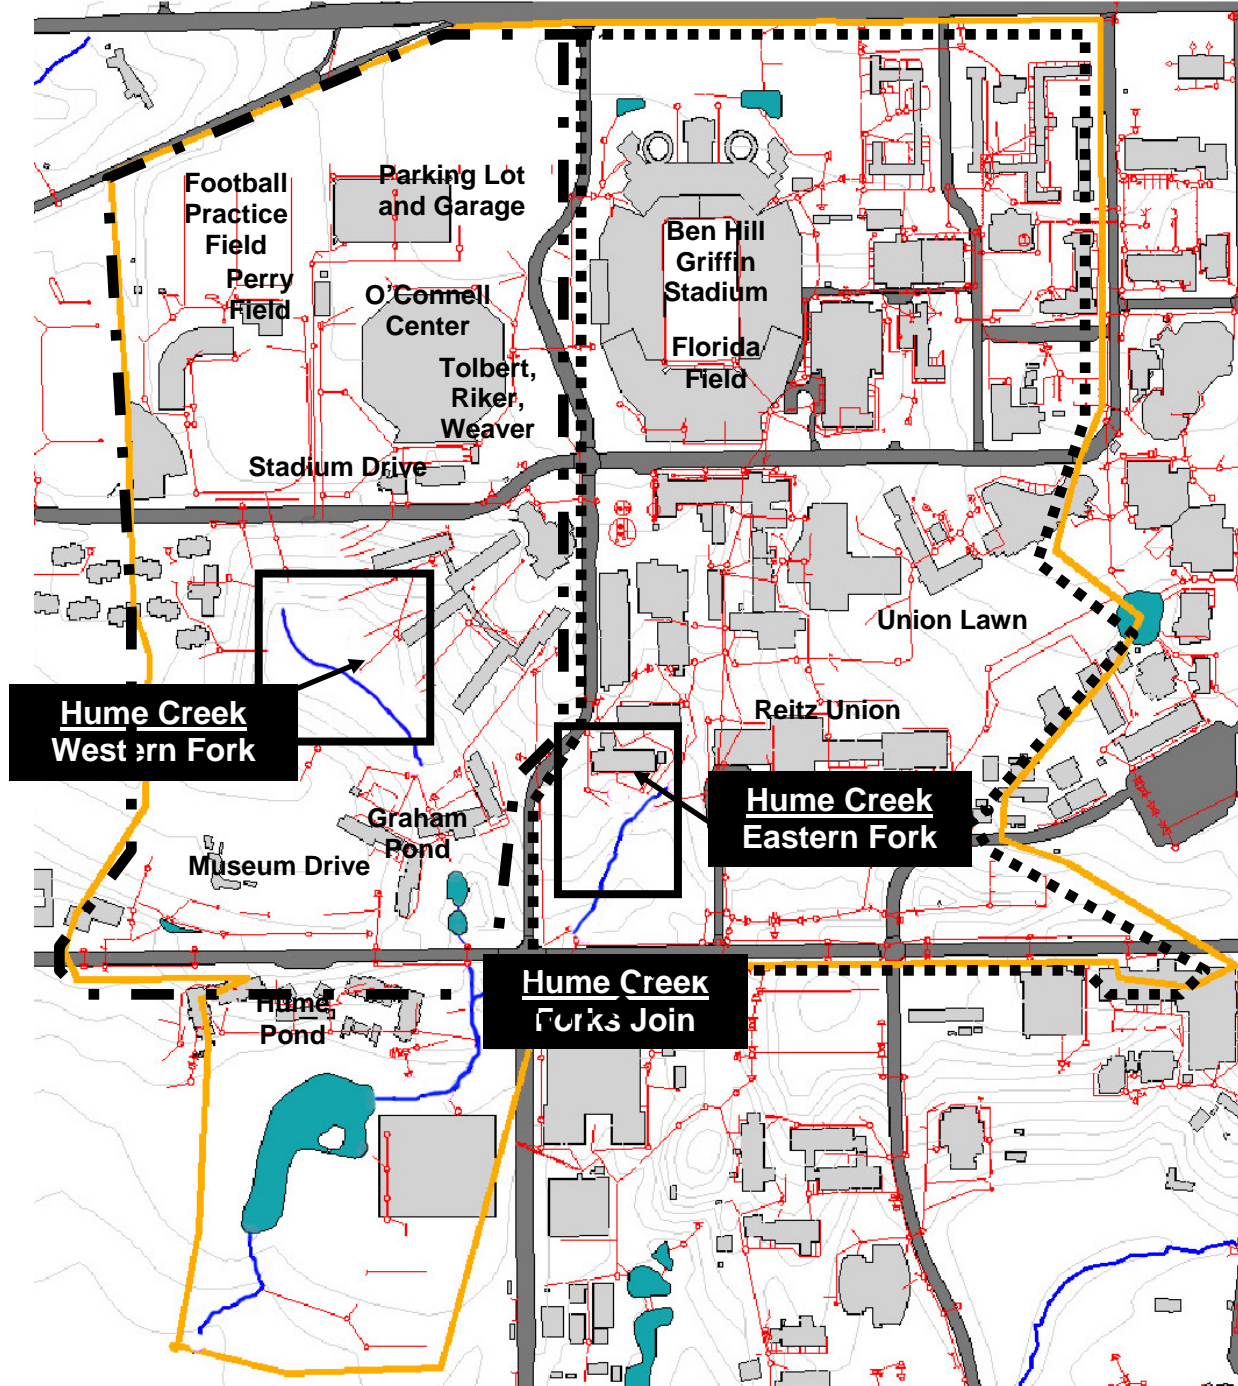 Football
Practice
Field
Parking Lot
and Garage
Perry
Field
O'Connell
Center
Ben Hill
Griffin
Stadium
Florida
Field
Tolbert,
Riker,
Weaver
Stadium Drive
Union Lawn
Hume Creek
Western Fork
Reitz Union
Hume Creek
Eastern Fork
Graham
Pond
Museum Drive
Hume Creek
Forks Join
Hume
Pond